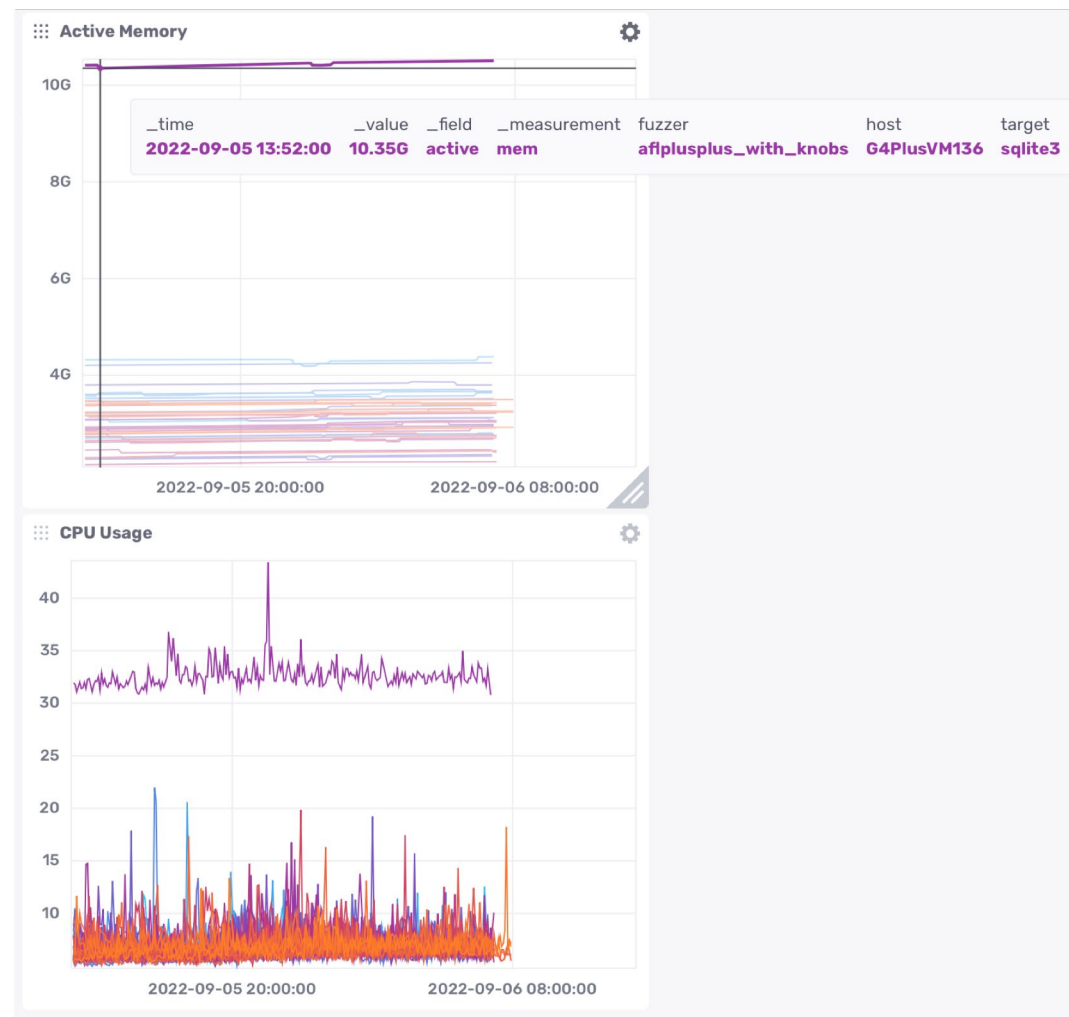 Active Memory
10G
_time _value _field _measurement fuzzer host target
2022-09-05 13:52:00 10.35G active mem aflplusplus_with_knobs G4PlusVM136 sqlite3
8G
6G
4G
2022-09-05 20:00:00 2022-09-06 08:00:00
CPU Usage
40
35
30
25
20
15
10
2022-09-05 20:00:00 2022-09-06 08:00:00